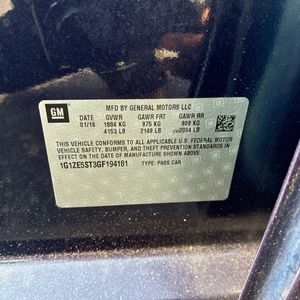 GM
MFD BY GENERAL MOTORS LLC
DATE GVWR GAWR FRT GAWR RR
01/16 1884 KG 975 KG 909 KG
4153 LB 2149 LB 2004 LB
THIS VEHICLE CONFORMS TO ALL APPLICABLE U.S. FEDERAL MOTOR
VEHICLE SAFETY, BUMPER, AND THEFT PREVENTION STANDARDS
IN EFFECT ON THE DATE OF MANUFACTURE SHOWN ABOVE.
1G1ZE5ST3GF194181 TYPE: PASS CAR